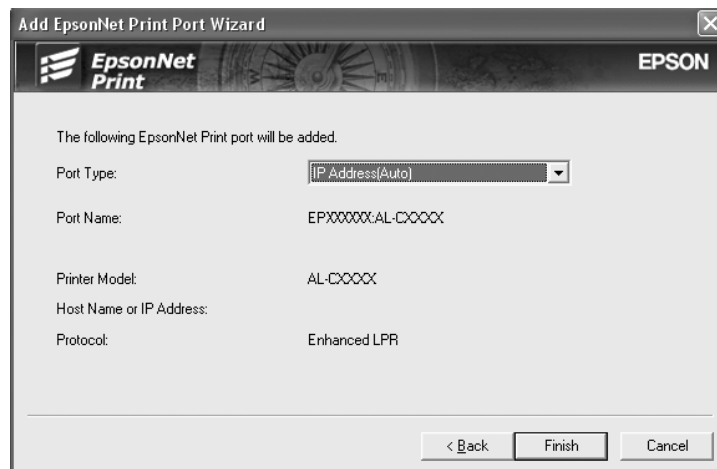 Add EpsonNet Print Port Wizard
EpsonNet
Print
EPSON
The following EpsonNet Print port will be added.
Port Type: IP Address(Auto)
Port Name: EPXXXXXX:AL-CXXXX
Printer Model: AL-CXXXX
Host Name or IP Address:
Protocol: Enhanced LPR
< Back Finish Cancel